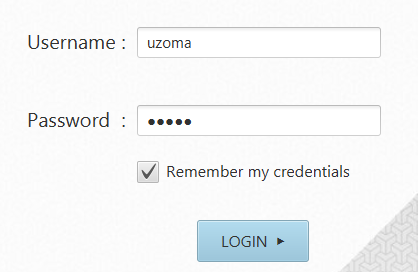 Username : uzoma
Password : •••••
Remember my credentials
LOGIN